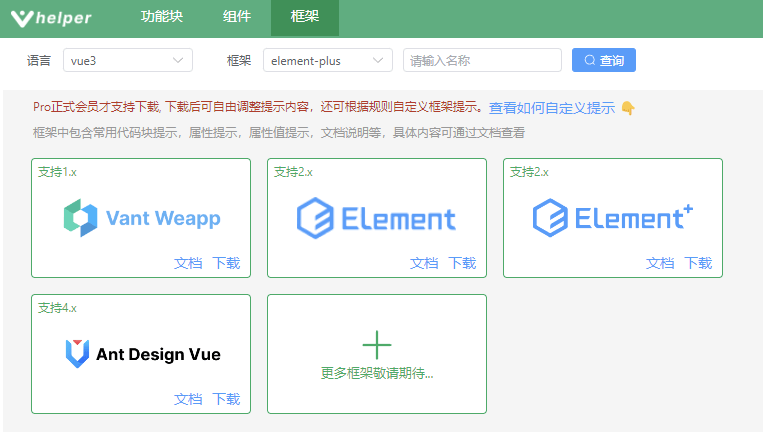 Vhelper 功能块 组件 框架
语言 vue3 框架 element-plus 请输入名称 查询
Pro正式会员才支持下载, 下载后可自由调整提示内容，还可根据规则自定义框架提示。查看如何自定义提示 👇
框架中包含常用代码块提示，属性提示，属性值提示，文档说明等，具体内容可通过文档查看
支持1.x
Vant Weapp
文档 下载
支持2.x
Element
文档 下载
支持2.x
Element+
文档 下载
支持4.x
Ant Design Vue
文档 下载
更多框架敬请期待...